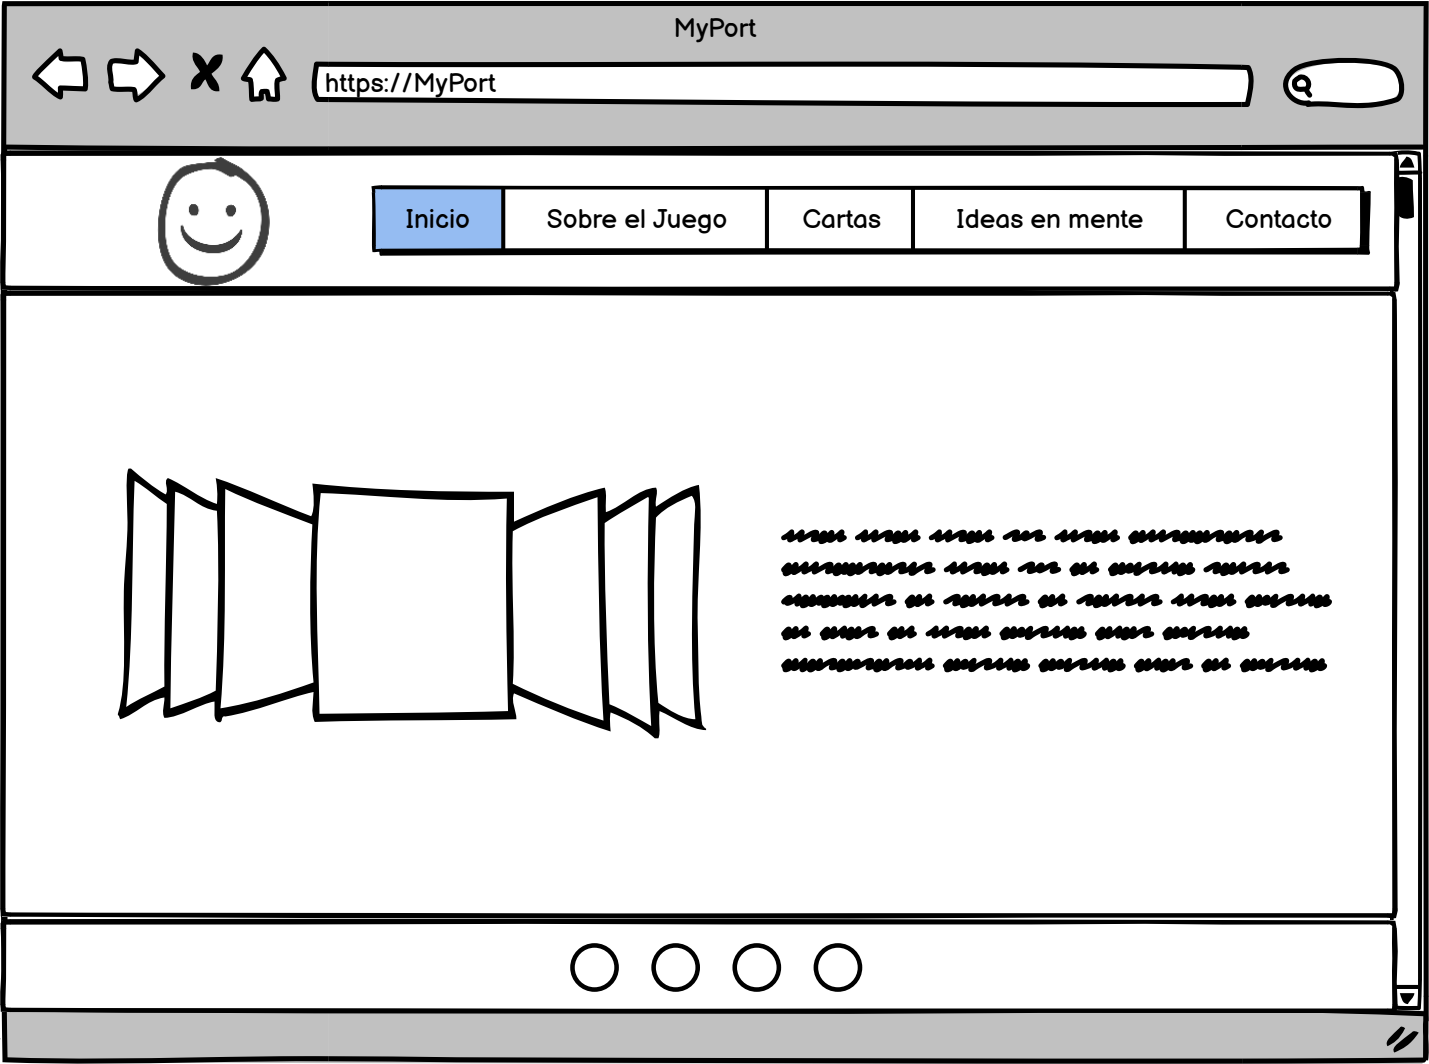 MyPort
https://MyPort
Inicio
Sobre el Juego
Cartas
Ideas en mente
Contacto